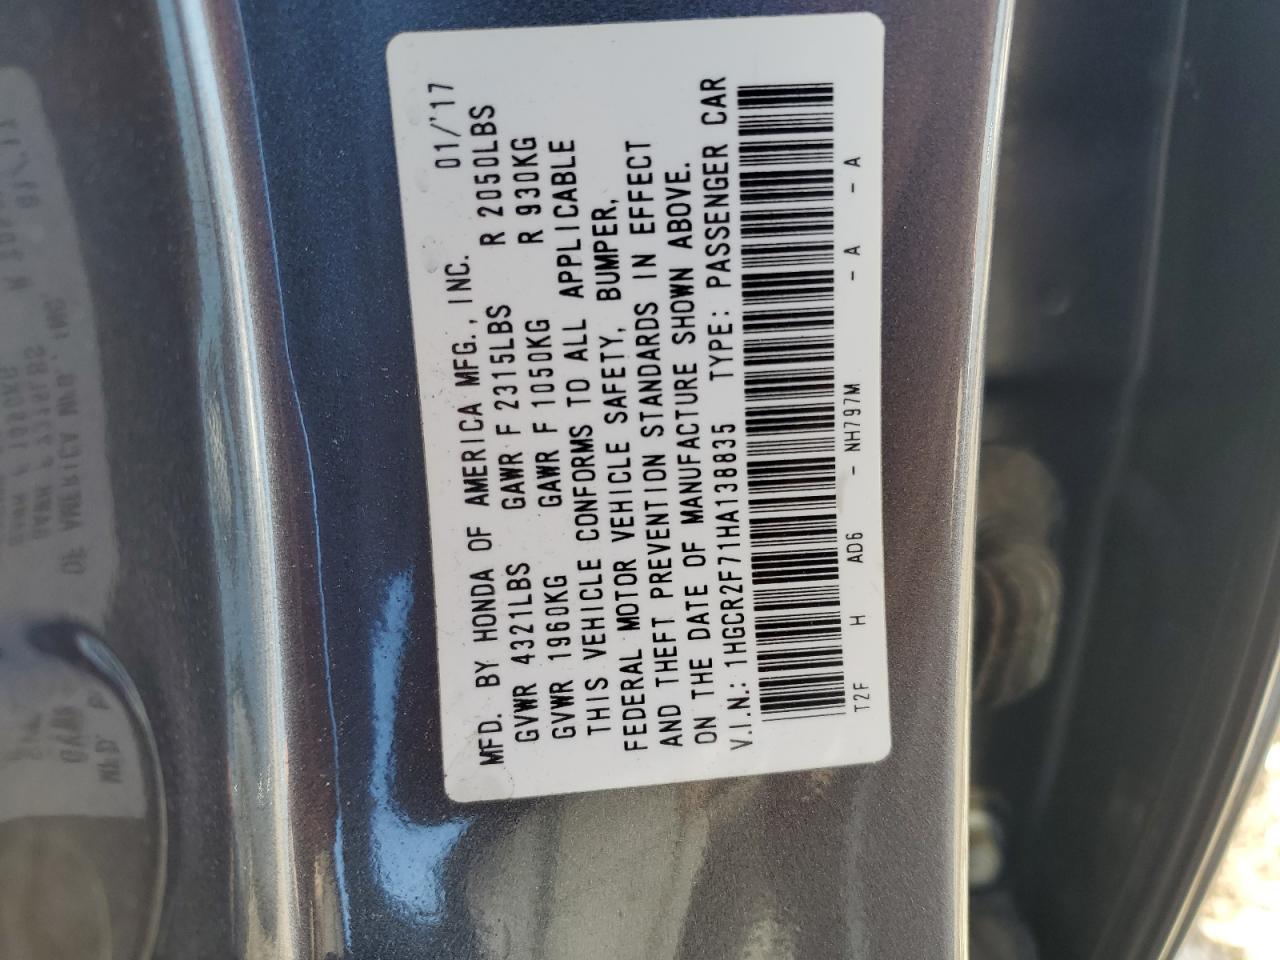 MFD. BY HONDA OF AMERICA MFG., INC. 01/'17
GVWR 4321LBS GAWR F 2315LBS R 2050LBS
GVWR 1960KG GAWR F 1050KG R 930KG
THIS VEHICLE CONFORMS TO ALL APPLICABLE
FEDERAL MOTOR VEHICLE SAFETY, BUMPER,
AND THEFT PREVENTION STANDARDS IN EFFECT
ON THE DATE OF MANUFACTURE SHOWN ABOVE.
V.I.N.: 1HGCR2F71HA138835 TYPE: PASSENGER CAR
T2F H AD6 - NH797M - A - A